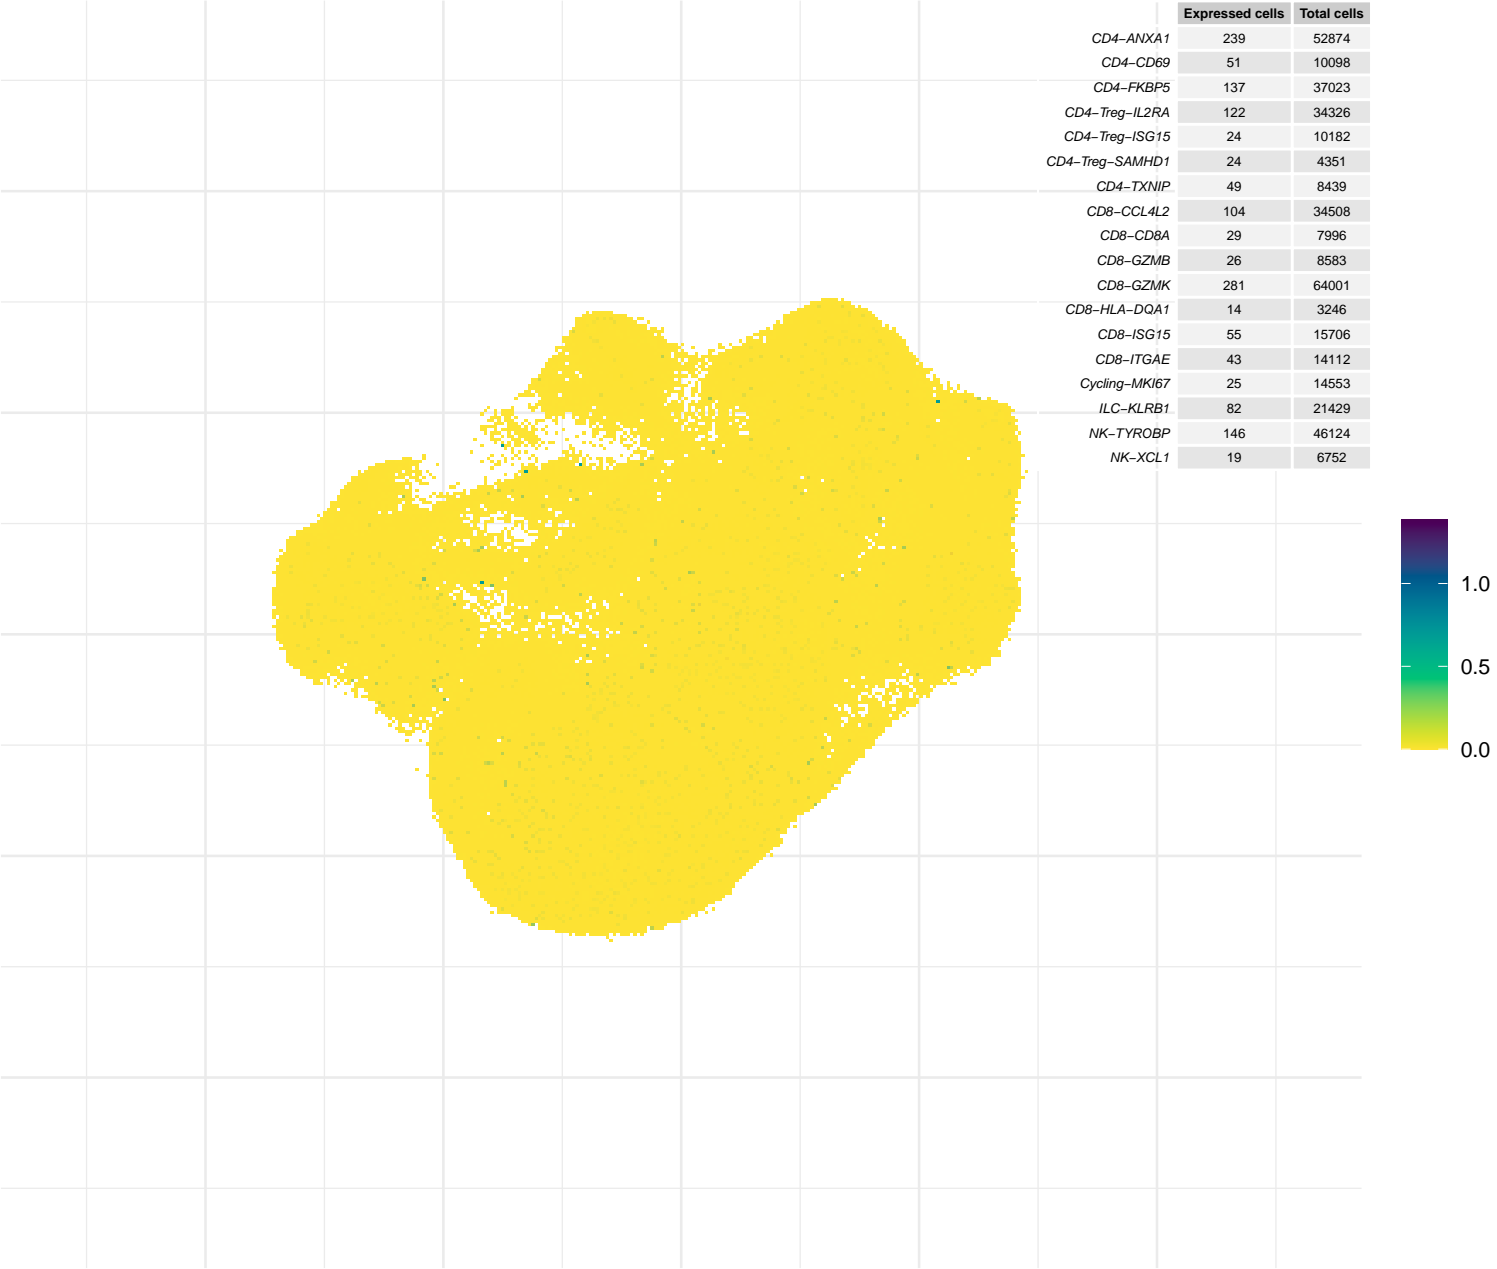 Expressed cells Total cells
CD4−ANXA1 239 52874
CD4−CD69 51 10098
CD4−FKBP5 137 37023
CD4−Treg−IL2RA 122 34326
CD4−Treg−ISG15 24 10182
CD4−Treg−SAMHD1 24 4351
CD4−TXNIP 49 8439
CD8−CCL4L2 104 34508
CD8−CD8A 29 7996
CD8−GZMB 26 8583
CD8−GZMK 281 64001
CD8−HLA−DQA1 14 3246
CD8−ISG15 55 15706
CD8−ITGAE 43 14112
Cycling−MKI67 25 14553
ILC−KLRB1 82 21429
NK−TYROBP 146 46124
NK−XCL1 19 6752
1.0
0.5
0.0